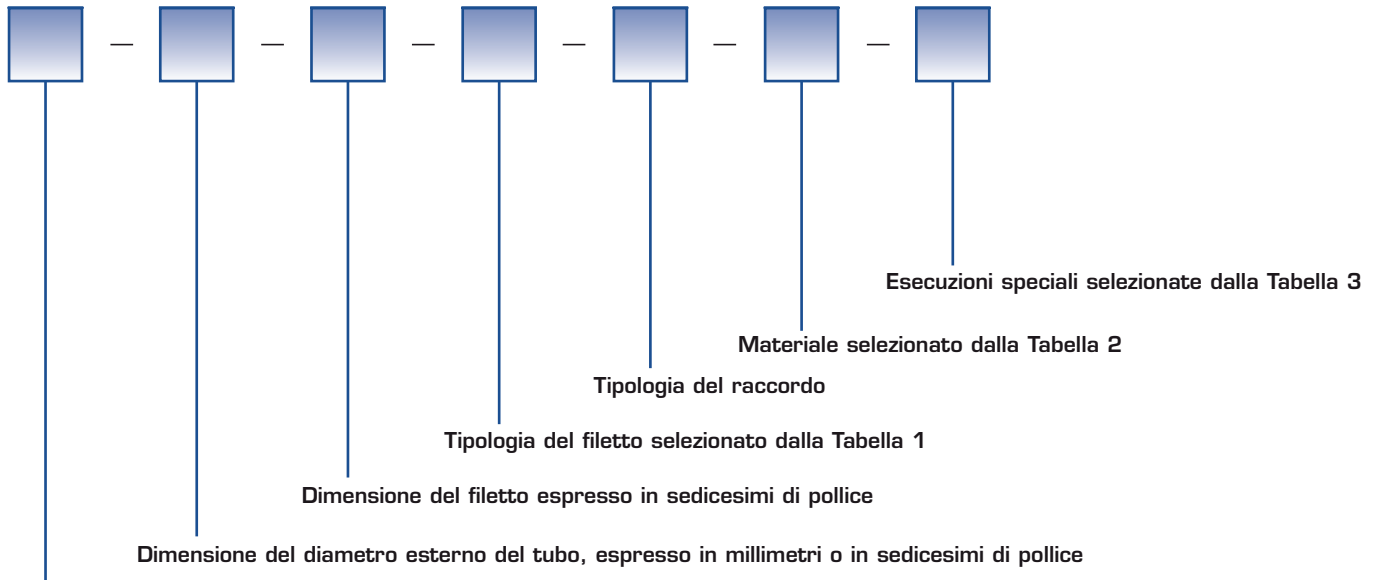 — — — — — —
Esecuzioni speciali selezionate dalla Tabella 3
Materiale selezionato dalla Tabella 2
Tipologia del raccordo
Tipologia del filetto selezionato dalla Tabella 1
Dimensione del filetto espresso in sedicesimi di pollice
Dimensione del diametro esterno del tubo, espresso in millimetri o in sedicesimi di pollice